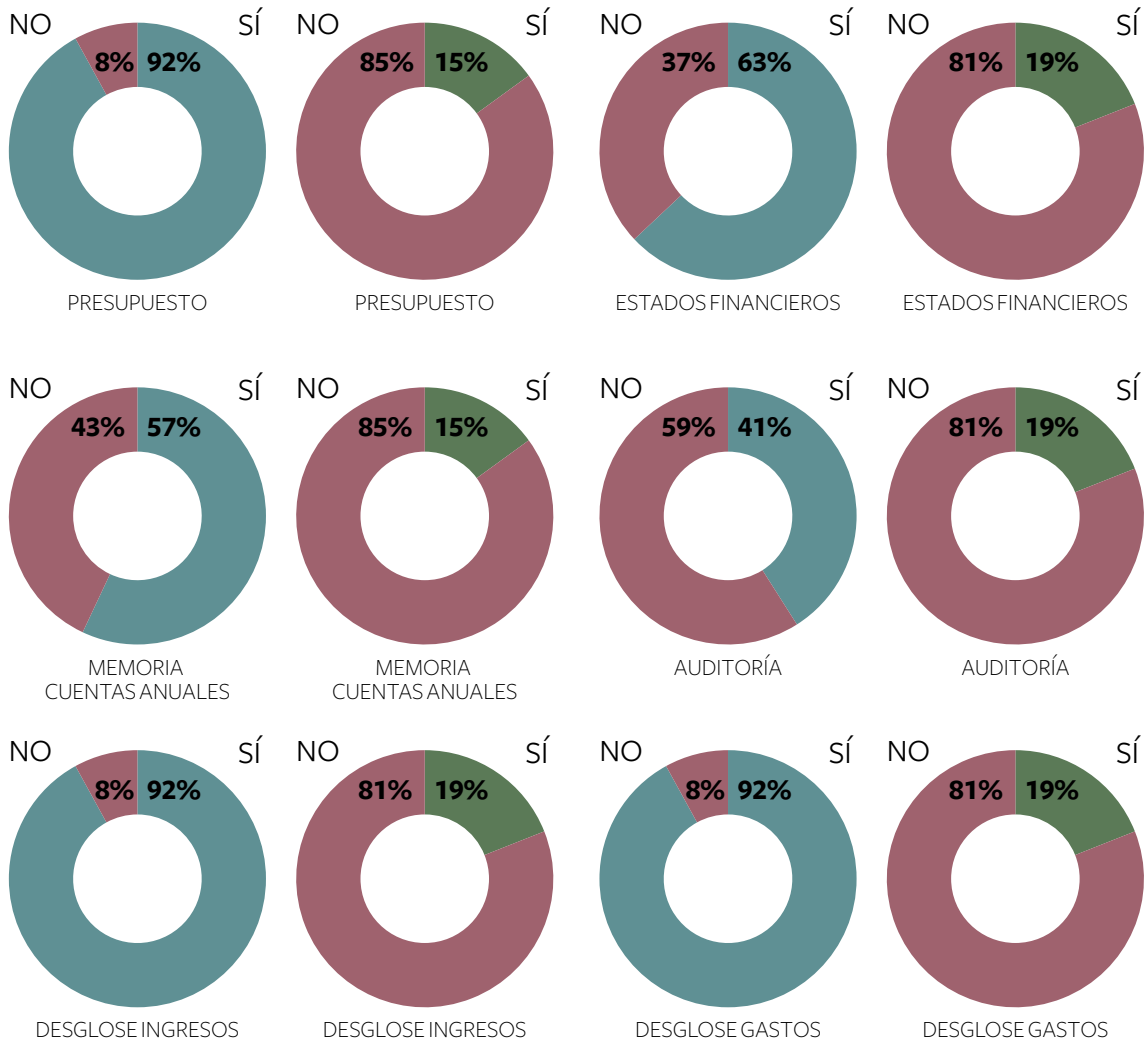 NO SÍ NO SÍ NO SÍ NO SÍ
8% 92% 85% 15% 37% 63% 81% 19%
PRESUPUESTO PRESUPUESTO ESTADOS FINANCIEROS ESTADOS FINANCIEROS
NO SÍ NO SÍ NO SÍ NO SÍ
43% 57% 85% 15% 59% 41% 81% 19%
MEMORIA MEMORIA AUDITORÍA AUDITORÍA
CUENTAS ANUALES CUENTAS ANUALES
NO SÍ NO SÍ NO SÍ NO SÍ
8% 92% 81% 19% 8% 92% 81% 19%
DESGLOSE INGRESOS DESGLOSE INGRESOS DESGLOSE GASTOS DESGLOSE GASTOS